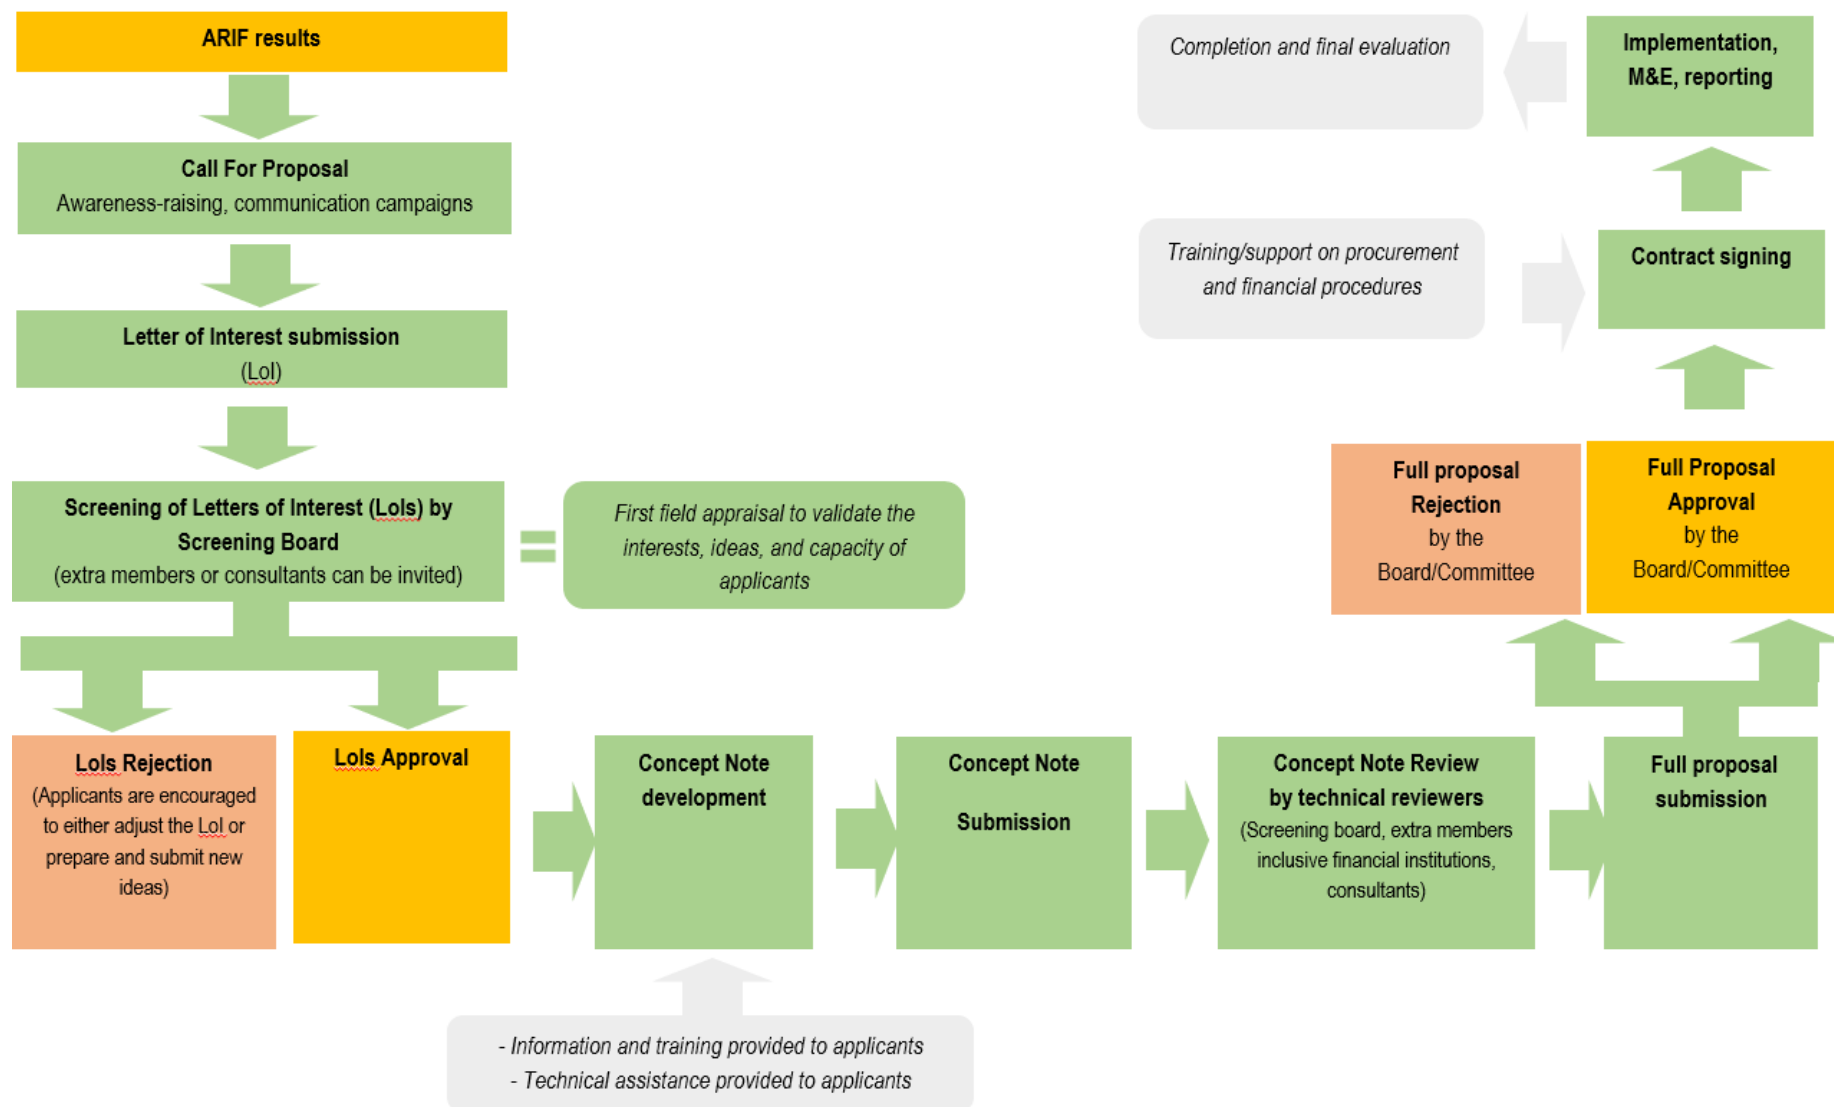 ARIF results
Call For Proposal
Awareness-raising, communication campaigns
Letter of Interest submission
(LoI)
Screening of Letters of Interest (LoIs) by
Screening Board
(extra members or consultants can be invited)
First field appraisal to validate the
interests, ideas, and capacity of
applicants
LoIs Rejection
(Applicants are encouraged
to either adjust the LoI or
prepare and submit new
ideas)
LoIs Approval
Concept Note
development
- Information and training provided to applicants
- Technical assistance provided to applicants
Concept Note
Submission
Concept Note Review
by technical reviewers
(Screening board, extra members
inclusive financial institutions,
consultants)
Full proposal
submission
Full proposal
Rejection
by the
Board/Committee
Full Proposal
Approval
by the
Board/Committee
Contract signing
Training/support on procurement
and financial procedures
Implementation,
M&E, reporting
Completion and final evaluation